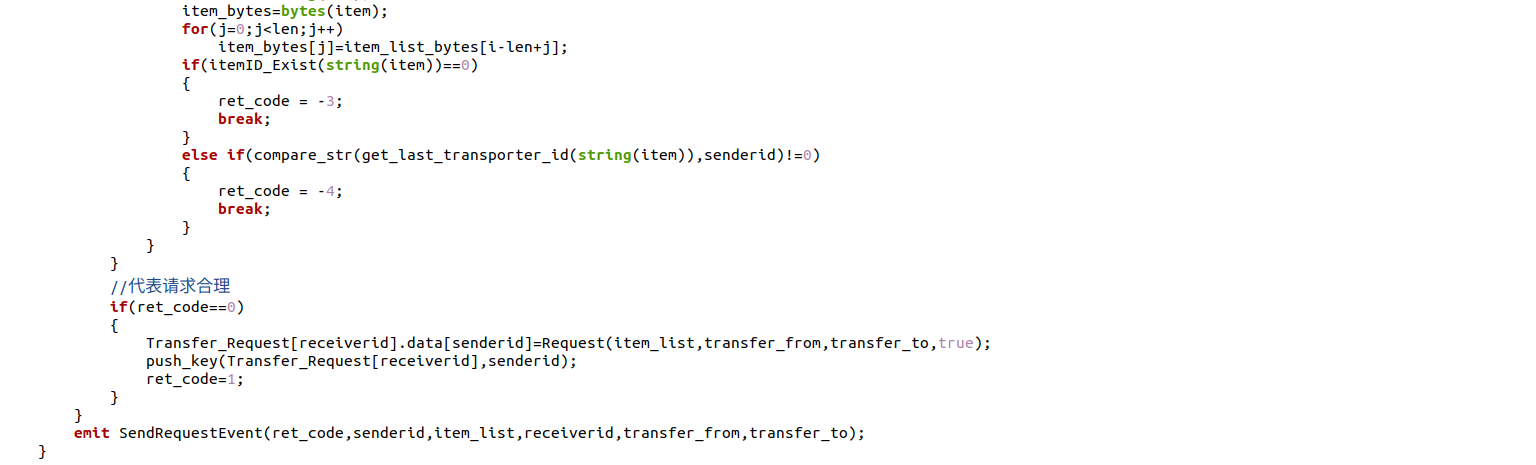 item_bytes=bytes(item);
for(j=0;j<len;j++)
item_bytes[j]=item_list_bytes[i-len+j];
if(itemID_Exist(string(item))==0)
{
ret_code = -3;
break;
}
else if(compare_str(get_last_transporter_id(string(item)),senderid)!=0)
{
ret_code = -4;
break;
}
}
}
//代表请求合理
if(ret_code==0)
{
Transfer_Request[receiverid].data[senderid]=Request(item_list,transfer_from,transfer_to,true);
push_key(Transfer_Request[receiverid],senderid);
ret_code=1;
}
}
emit SendRequestEvent(ret_code,senderid,item_list,receiverid,transfer_from,transfer_to);
}